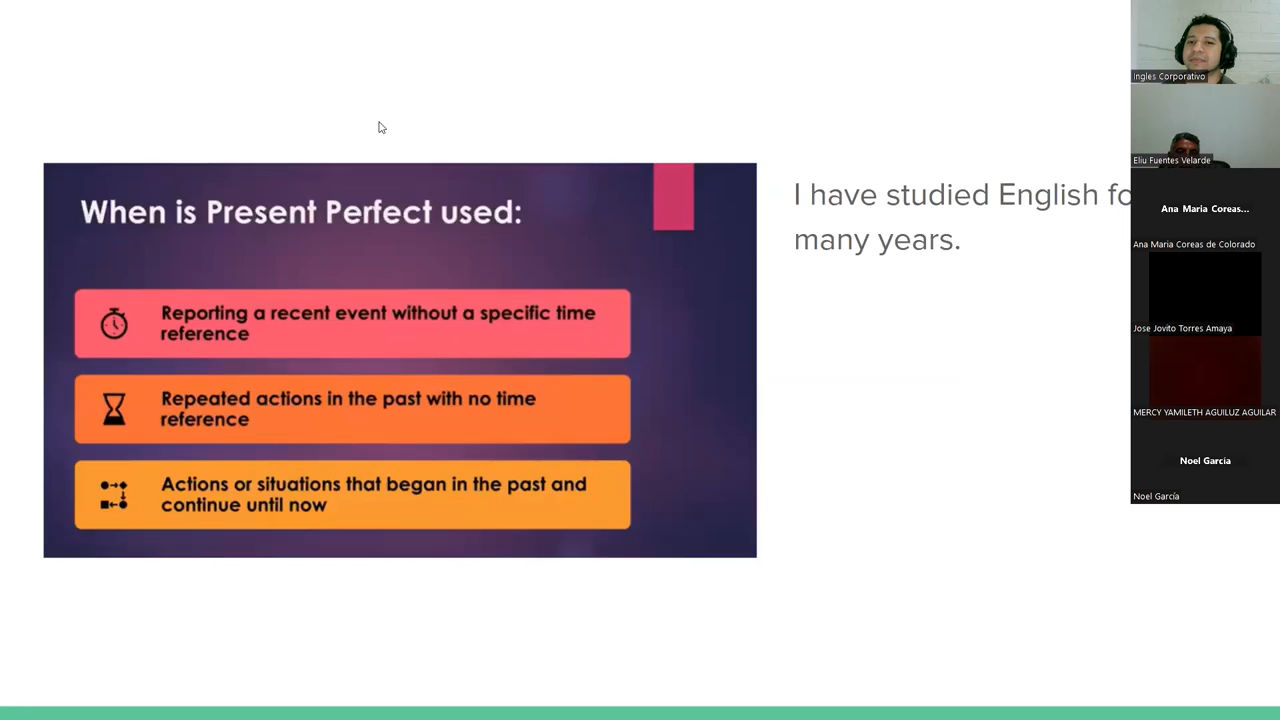 When is Present Perfect used:
Reporting a recent event without a specific time
reference
Repeated actions in the past with no time
reference
Actions or situations that began in the past and
continue until now
I have studied English fo
many years.
Ingles Corporativo
Eliu Fuentes Velarde
Ana Maria Coreas...
Ana Maria Coreas de Colorado
Jose Jovito Torres Amaya
MERCY YAMILETH AGUILUZ AGUILAR
Noel Garcia
Noel García